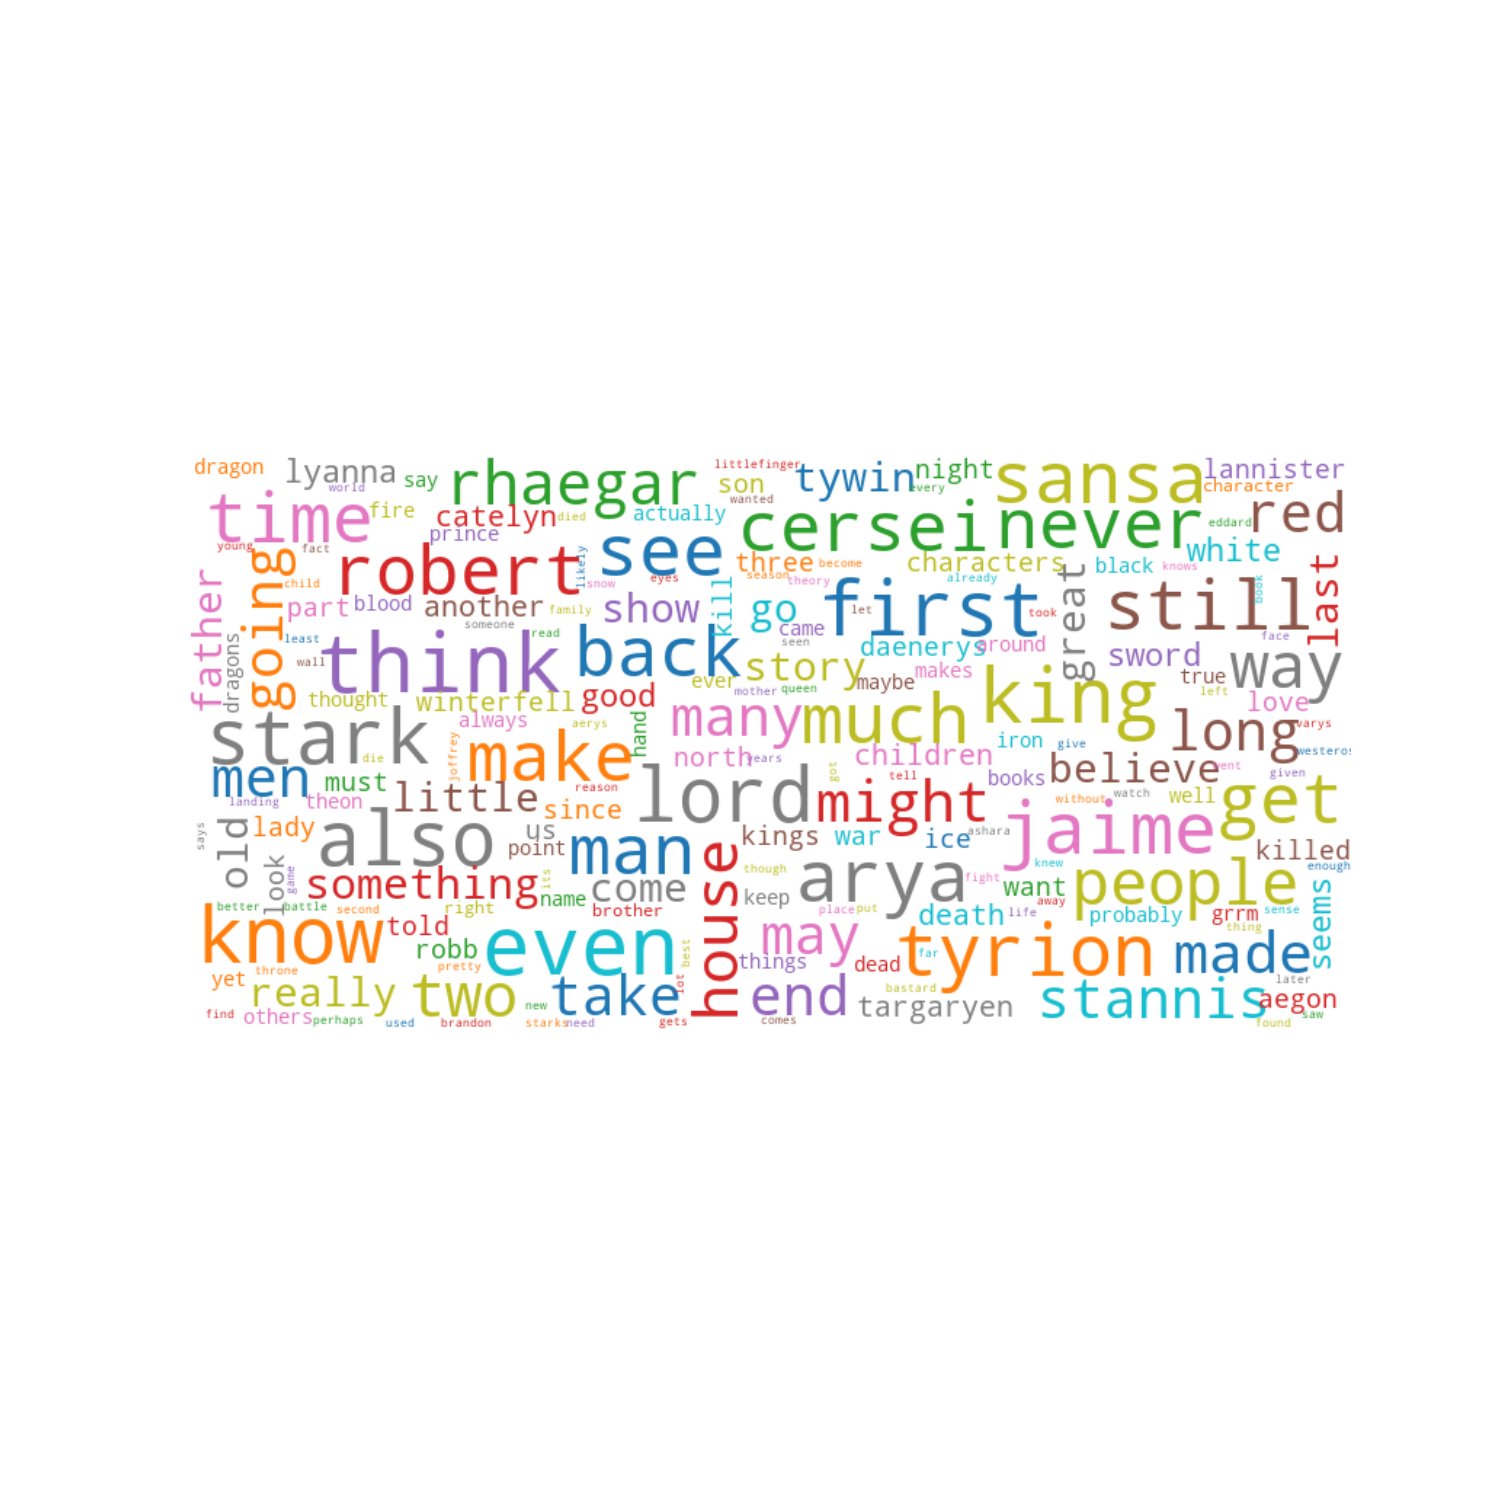 dragon
lyanna
say
rhaegar
littlefinger
son
tywin
night
sansa
lannister
character
world
time
fire
catelyn
died
actually
wanted
every
cersei
never
eddard
red
young
fact
prince
robert
likely
see
three
become
characters
white
black
knows
going
child
snow
eyes
season
theory
already
last
father
part
blood
another
family
show
kill
go
let
first
took
great
still
book
dragons
least
someone
read
came
seen
daenerys
around
face
wall
think
back
story
maybe
makes
sword
true
way
left
thought
winterfell
good
ever
mother
queen
king
love
stark
always
aerys
hand
many
much
long
varys
die
joffrey
make
north
years
children
iron
give
westeros
men
must
reason
got
tell
books
believe
went
given
landing
theon
little
since
lord
might
without
watch
well
get
says
old
lady
also
us
point
man
kings
war
ice
ashara
jaime
killed
look
game
something
its
name
come
house
though
keep
arya
fight
knew
want
people
enough
better
battle
second
right
brother
place
put
death
life
away
probably
grrm
sense
seems
know
told
robb
even
best
may
thing
pretty
things
dead
far
tyrion
made
yet
throne
really
two
new
take
lot
end
bastard
targaryen
stannis
later
aegon
find
others
perhaps
used
brandon
starks
need
gets
comes
found
saw